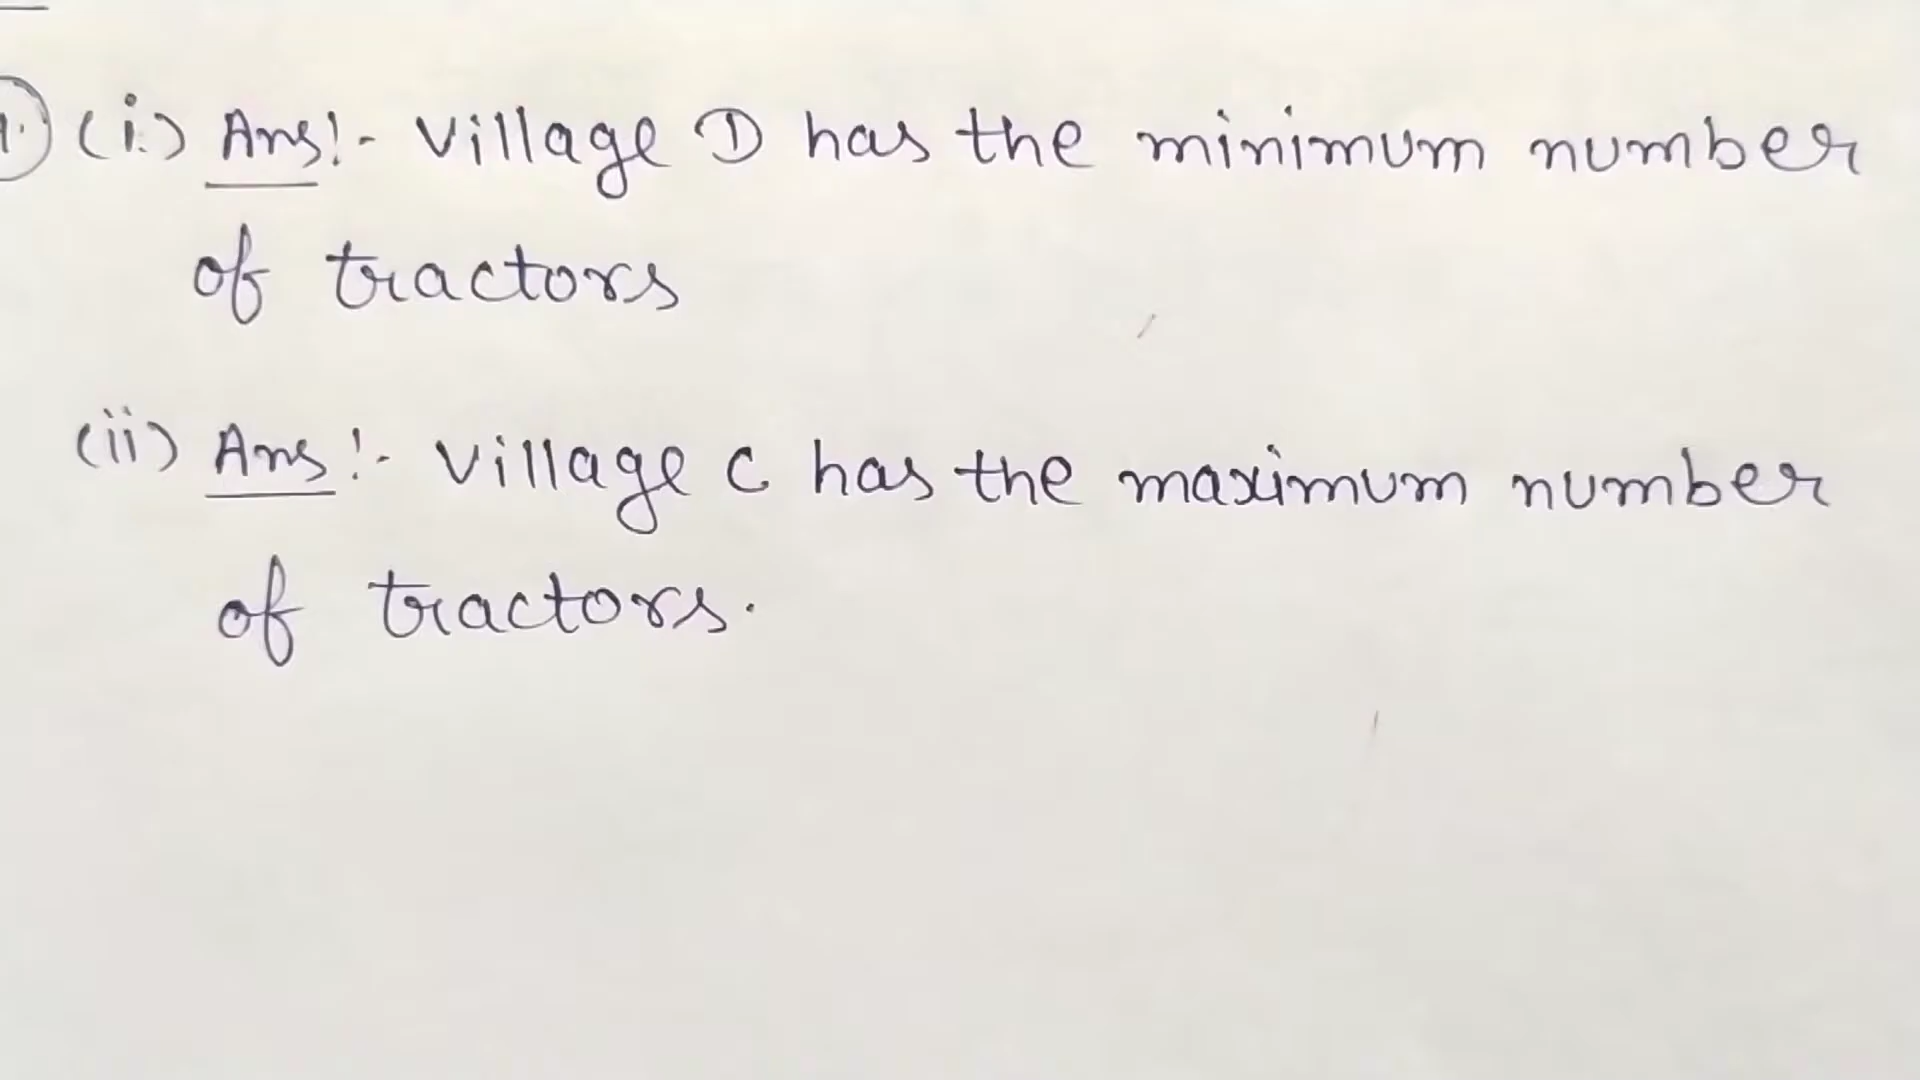 1. (i.) Ans:- Village D has the minimum number
of tractors
(ii) Ans:- Village C has the maximum number
of tractors.